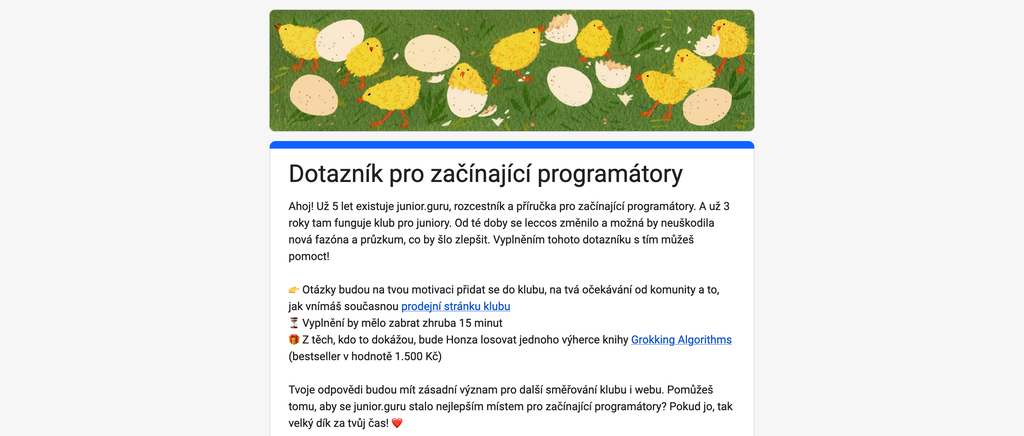 Dotazník pro začínající programátory
Ahoj! Už 5 let existuje junior.guru, rozcestník a příručka pro začínající programátory. A už 3
roky tam funguje klub pro juniory. Od té doby se leccos změnilo a možná by neuškodila
nová fazóna a průzkum, co by šlo zlepšit. Vyplněním tohoto dotazníku s tím můžeš
pomoct!
👉 Otázky budou na tvou motivaci přidat se do klubu, na tvá očekávání od komunity a to,
jak vnímáš současnou prodejní stránku klubu
⏳ Vyplnění by mělo zabrat zhruba 15 minut
🎁 Z těch, kdo to dokážou, bude Honza losovat jednoho výherce knihy Grokking Algorithms
(bestseller v hodnotě 1.500 Kč)
Tvoje odpovědi budou mít zásadní význam pro další směřování klubu i webu. Pomůžeš
tomu, aby se junior.guru stalo nejlepším místem pro začínající programátory? Pokud jo, tak
velký dík za tvůj čas! ❤️